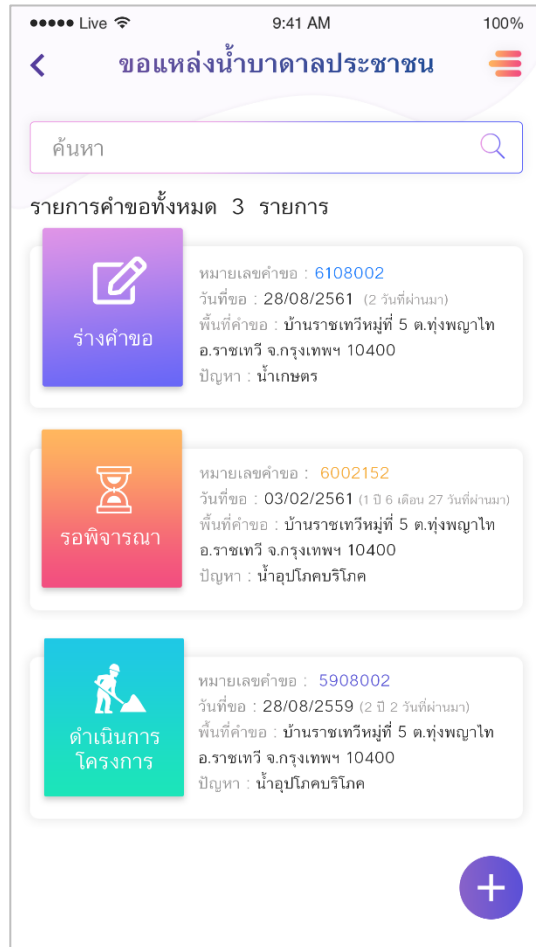 Live 9:41 AM 100%
ขอแหล่งน้ำบาดาลประชาชน
ค้นหา
รายการคำขอทั้งหมด 3 รายการ
ร่างคำขอ
หมายเลขคำขอ : 6108002
วันที่ขอ : 28/08/2561 (2 วันที่ผ่านมา)
พื้นที่คำขอ : บ้านราชเทวีหมู่ที่ 5 ต.ทุ่งพญาไท
อ.ราชเทวี จ.กรุงเทพฯ 10400
ปัญหา : น้ำเกษตร
รอพิจารณา
หมายเลขคำขอ : 6002152
วันที่ขอ : 03/02/2561 (1 ปี 6 เดือน 27 วันที่ผ่านมา)
พื้นที่คำขอ : บ้านราชเทวีหมู่ที่ 5 ต.ทุ่งพญาไท
อ.ราชเทวี จ.กรุงเทพฯ 10400
ปัญหา : น้ำอุปโภคบริโภค
ดำเนินการ
โครงการ
หมายเลขคำขอ : 5908002
วันที่ขอ : 28/08/2559 (2 ปี 2 วันที่ผ่านมา)
พื้นที่คำขอ : บ้านราชเทวีหมู่ที่ 5 ต.ทุ่งพญาไท
อ.ราชเทวี จ.กรุงเทพฯ 10400
ปัญหา : น้ำอุปโภคบริโภค